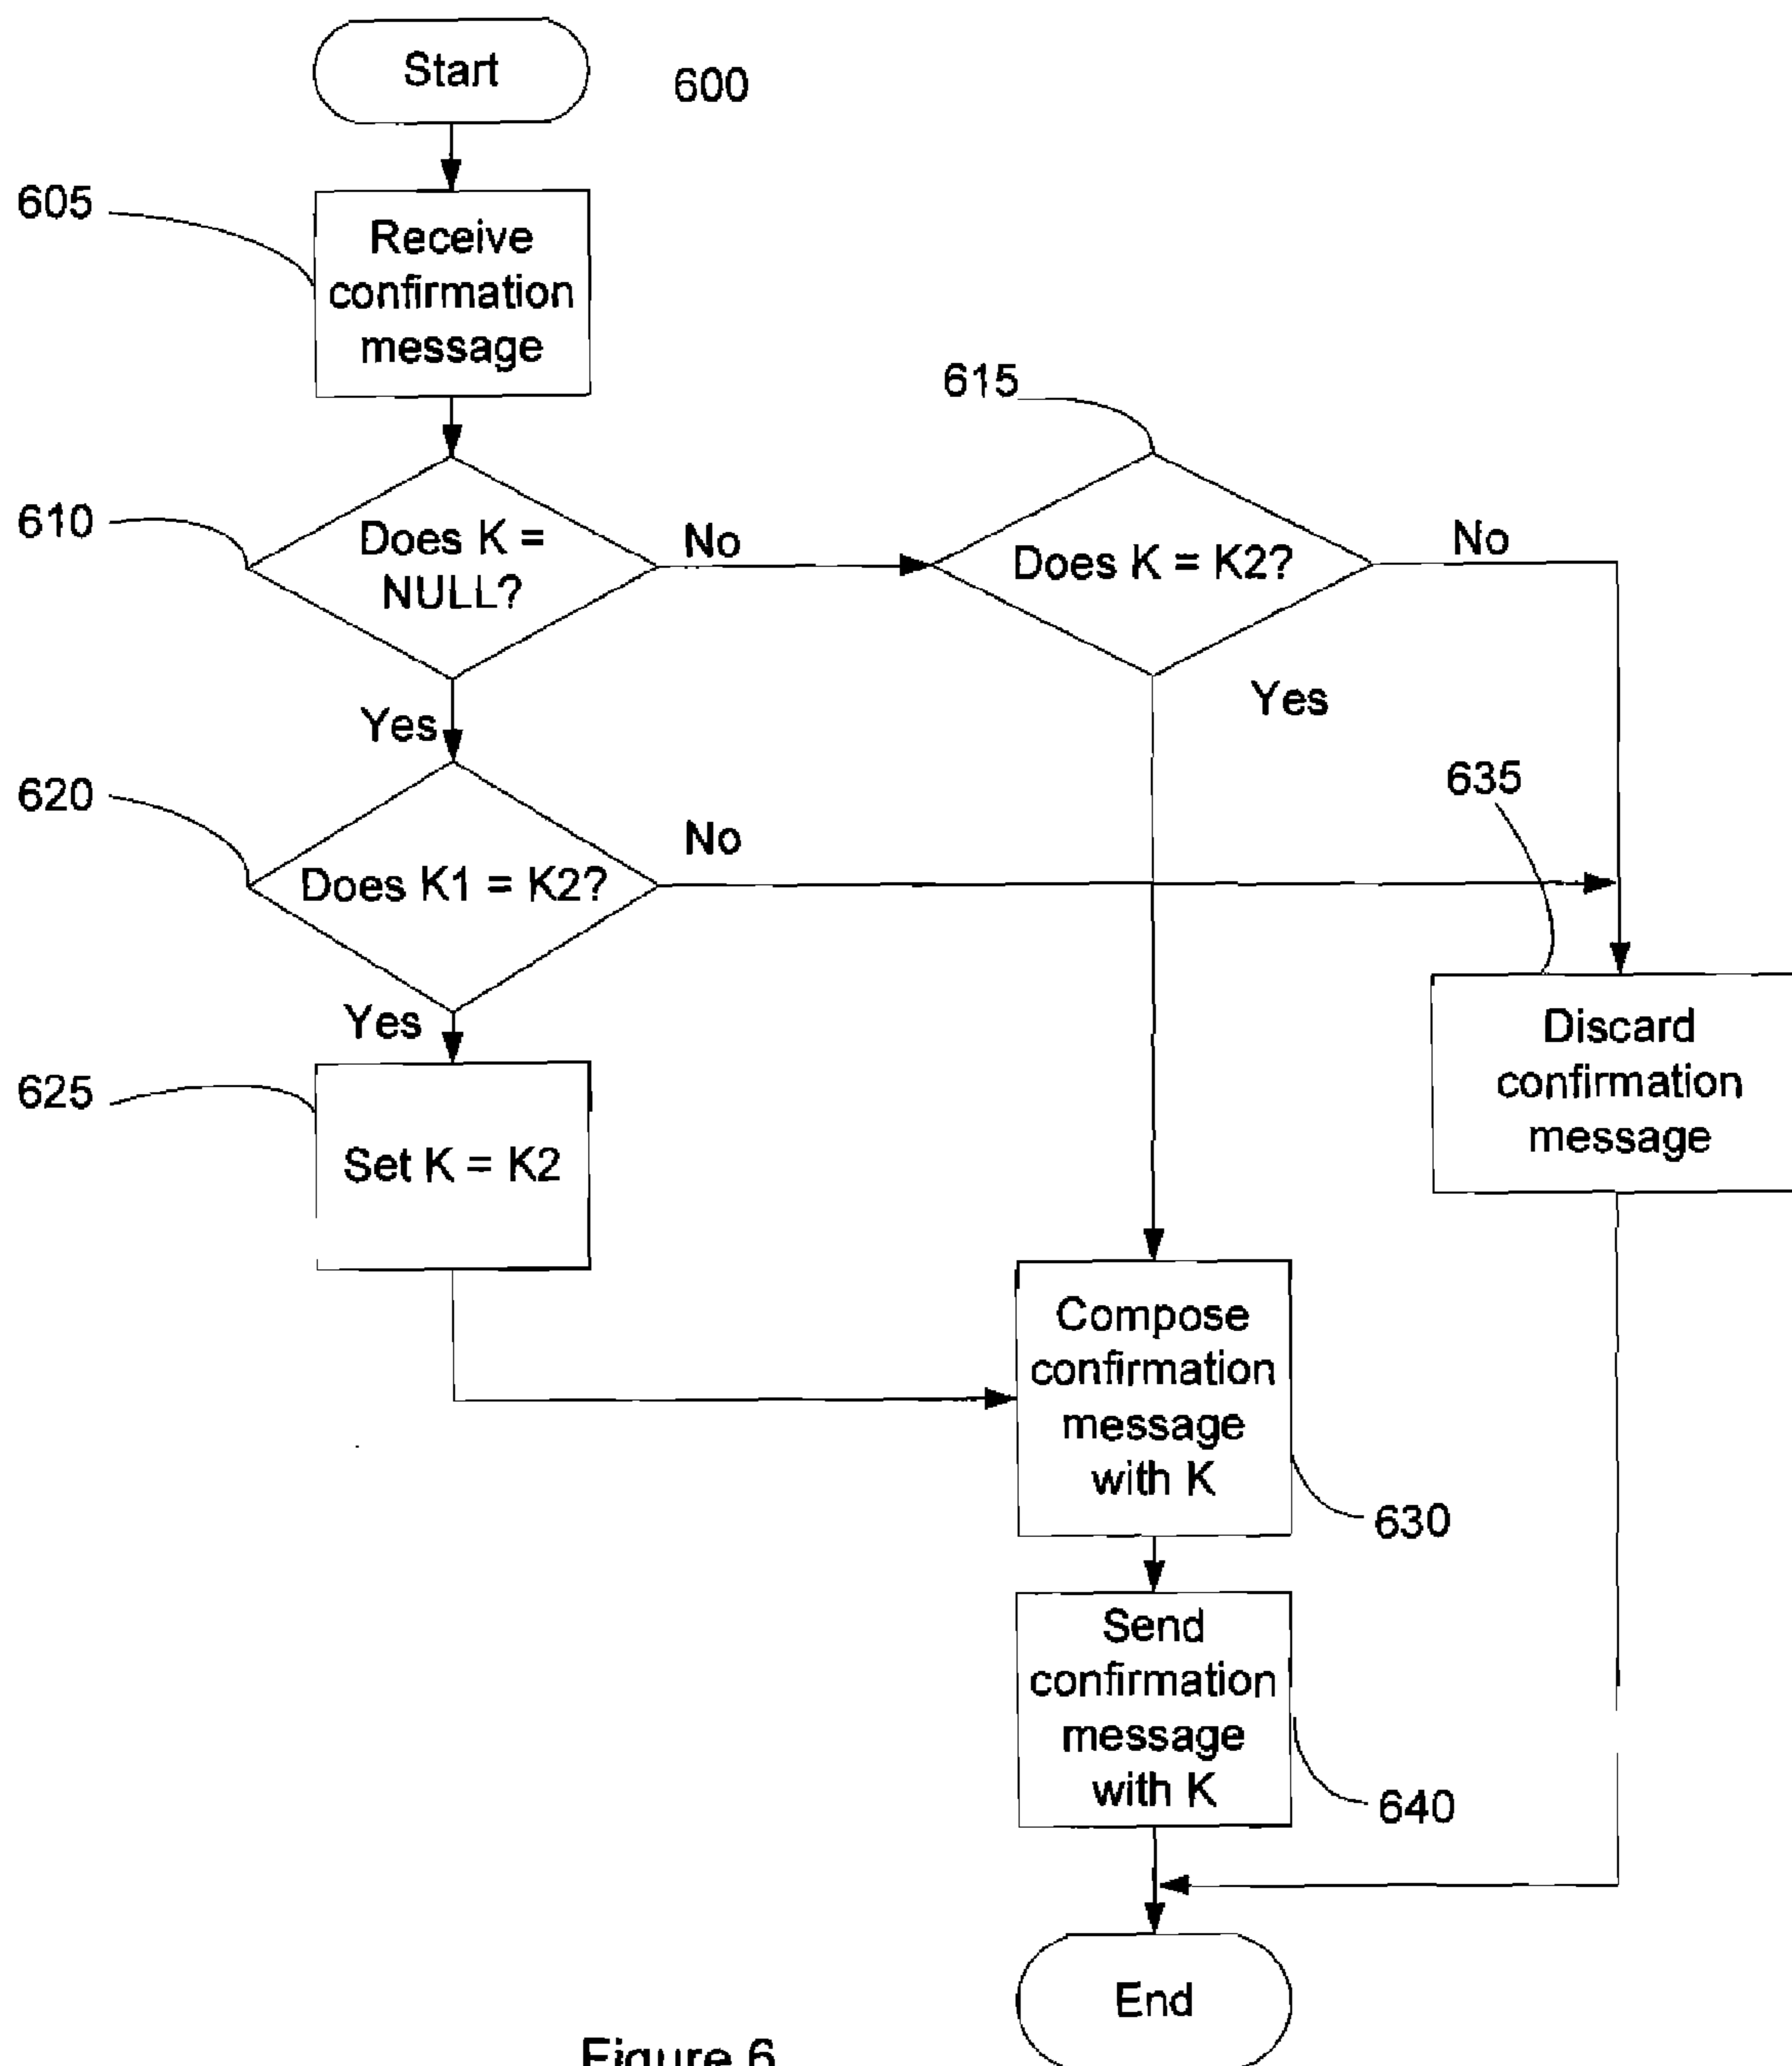 Start
600
605
Receive
confirmation
message
615
610
Does K =
NULL?
No
Does K = K2?
No
Yes
Yes
635
620
No
Does K1 = K2?
Yes
Discard
confirmation
message
625
Set K = K2
Compose
confirmation
message
with K
630
Send
confirmation
message
with K
640
End
Figure 6